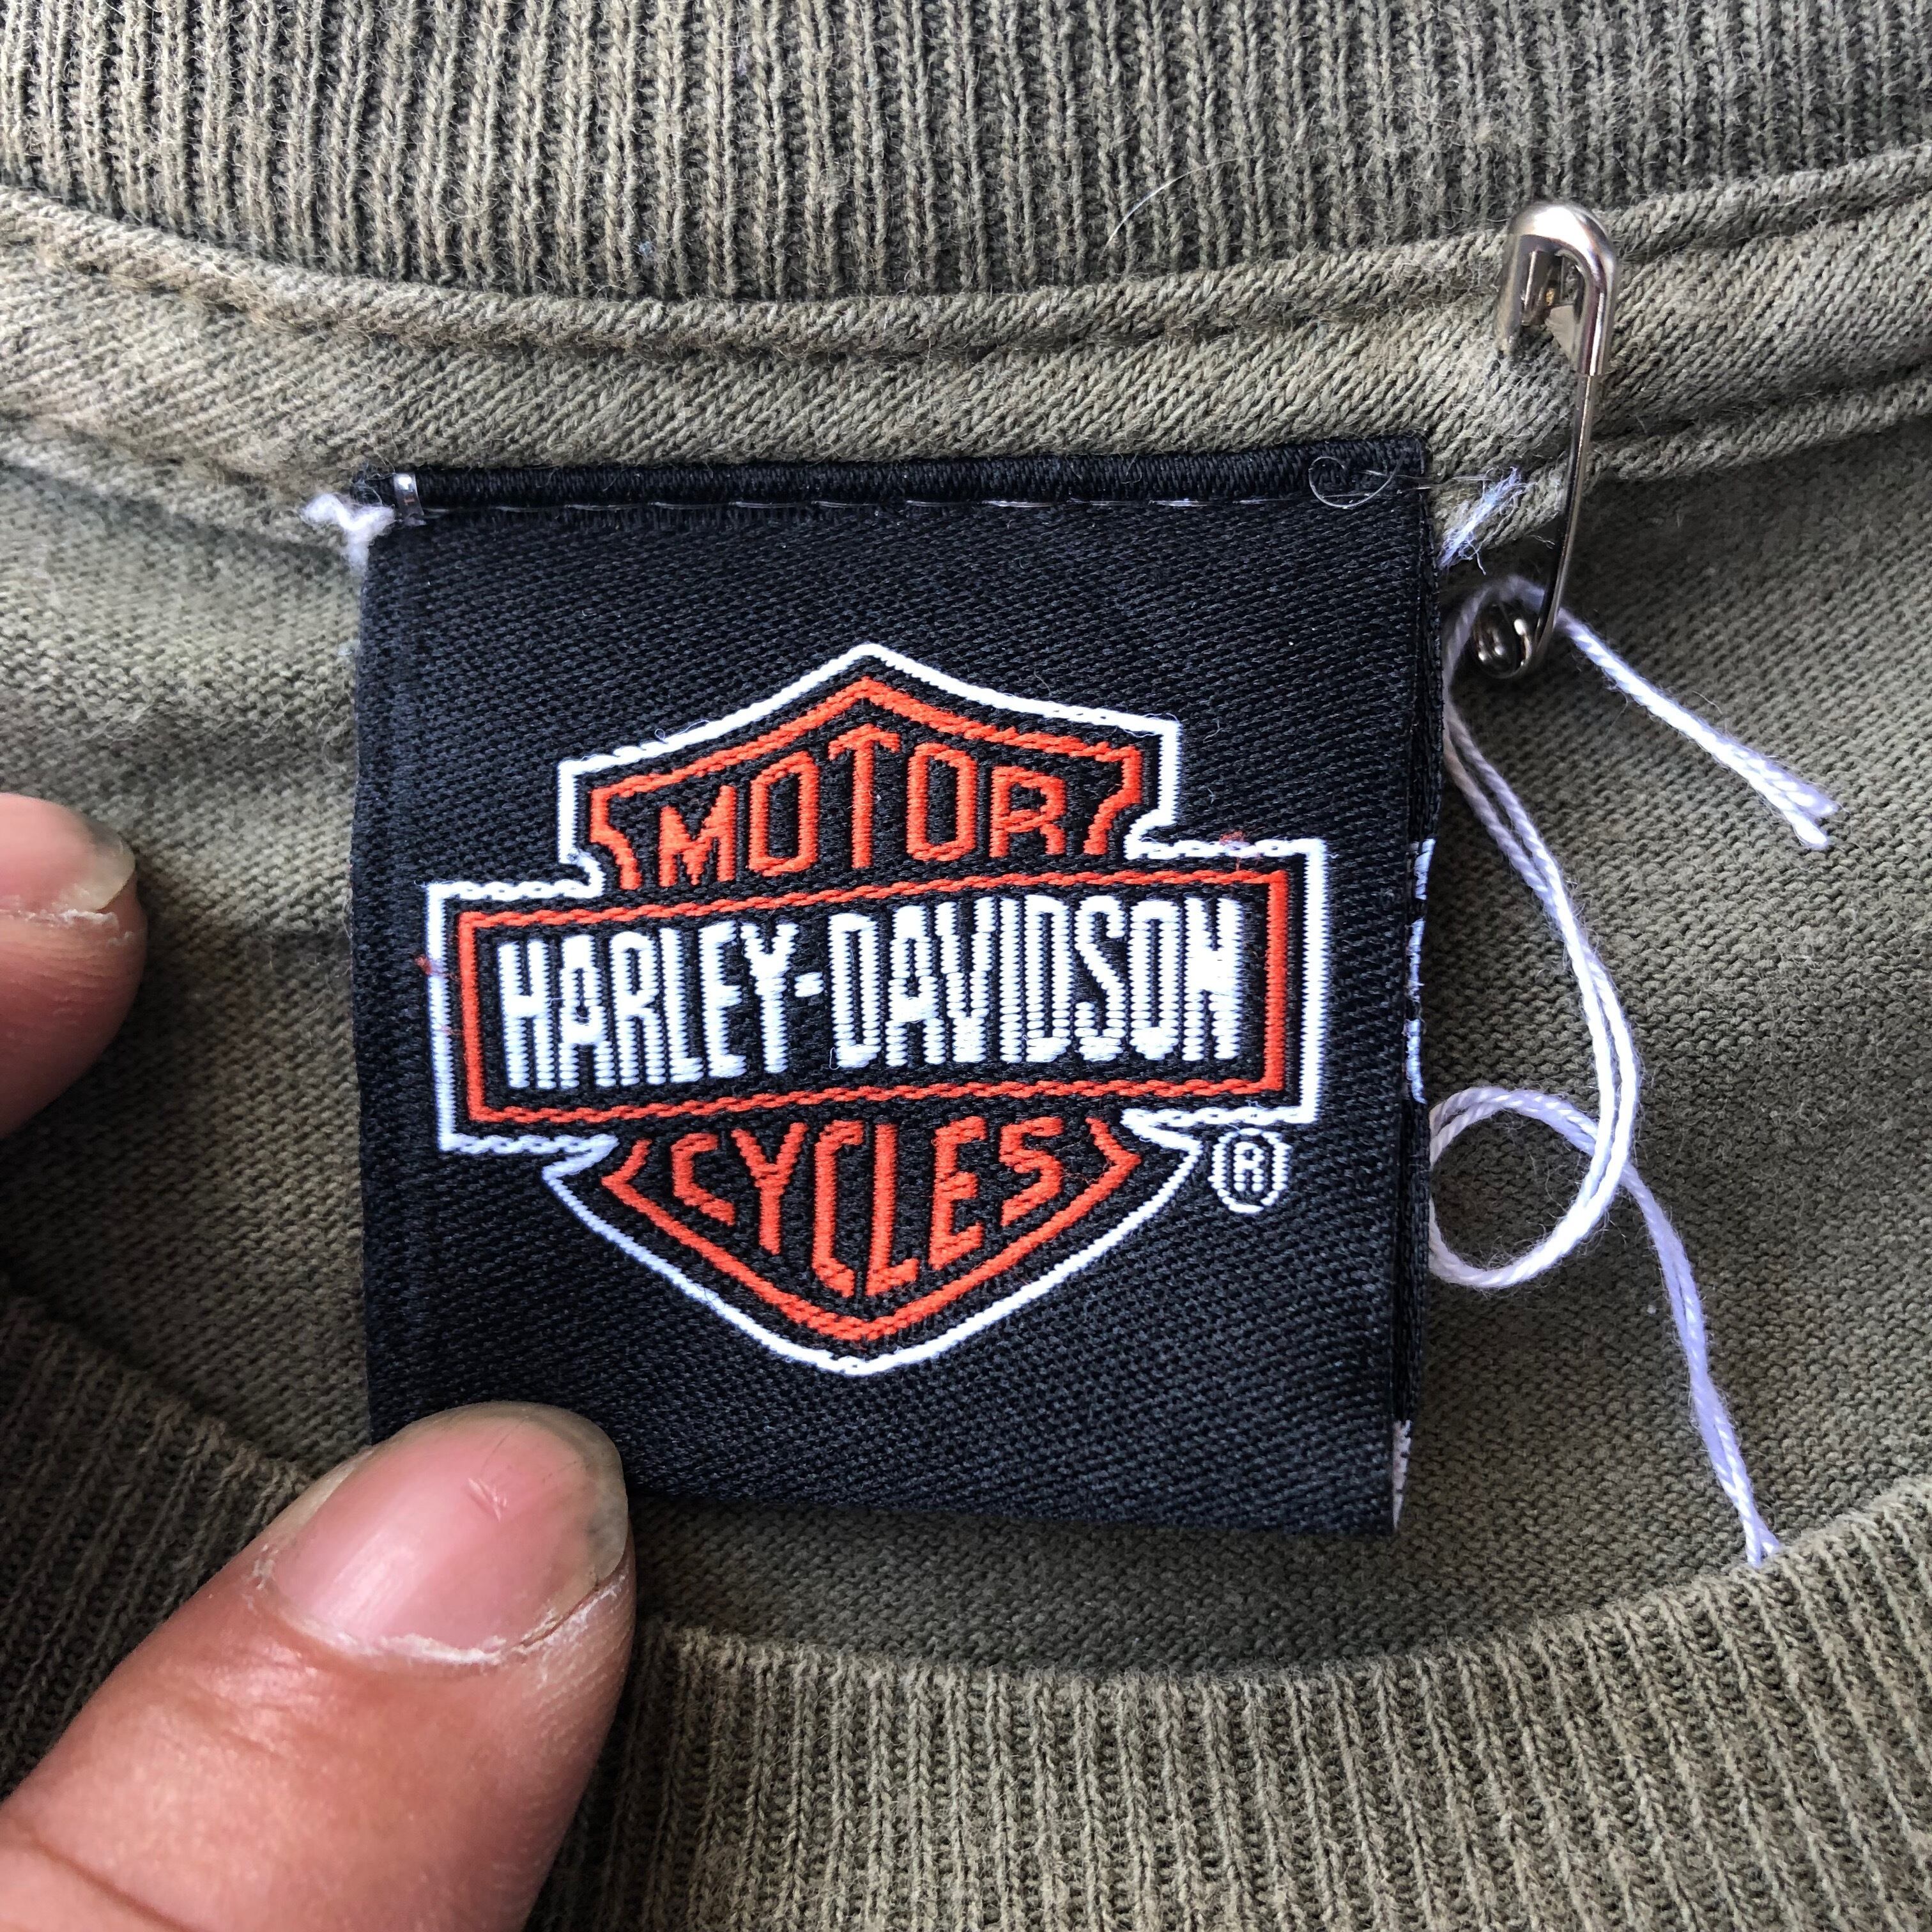 MOTOR
HARLEY-DAVIDSON
CYCLES
®